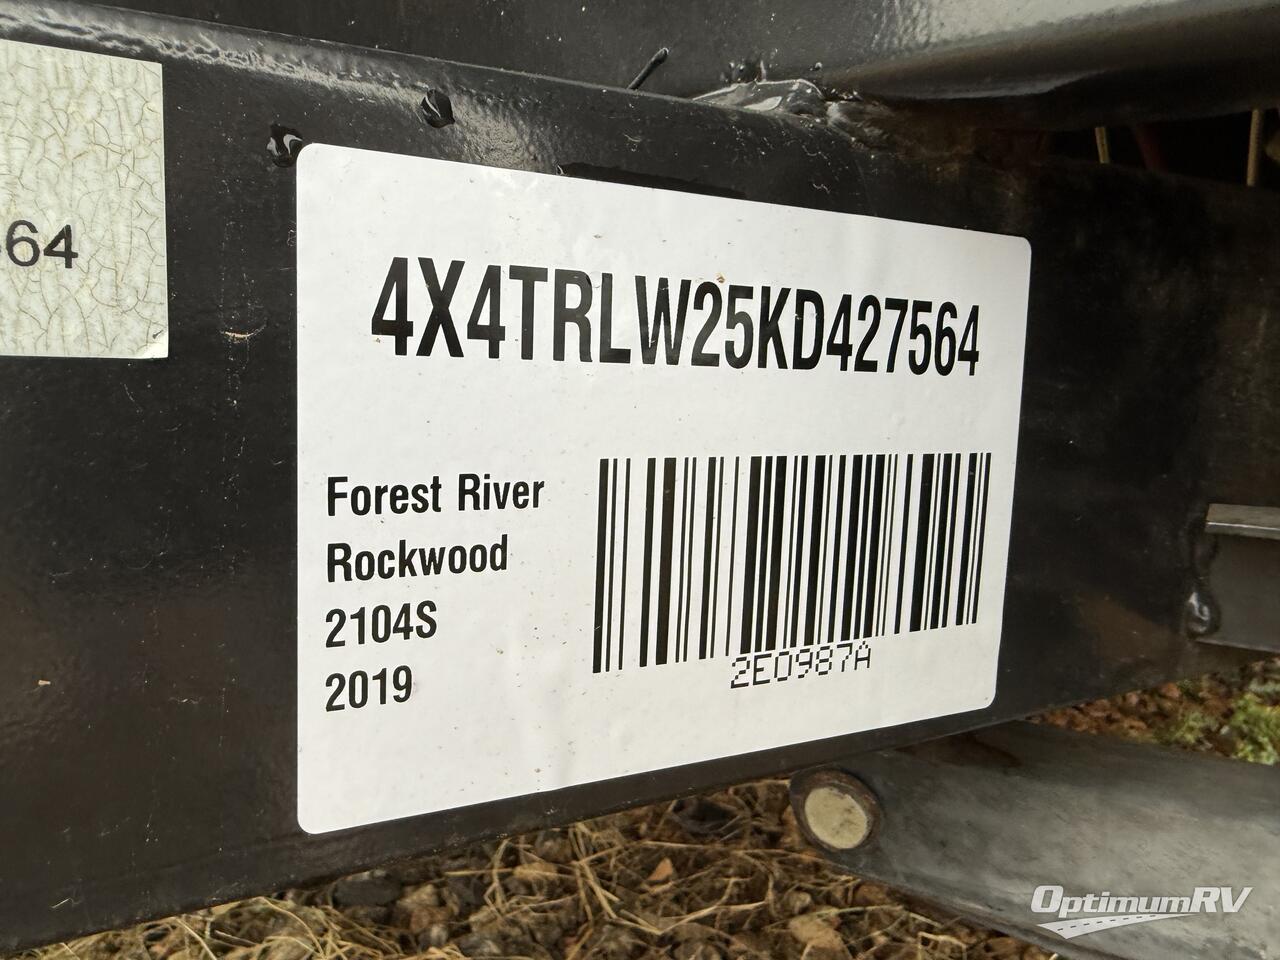 64
4X4TRLW25KD427564
Forest River
Rockwood
2104S
2019
2E0987A
OptimumRV